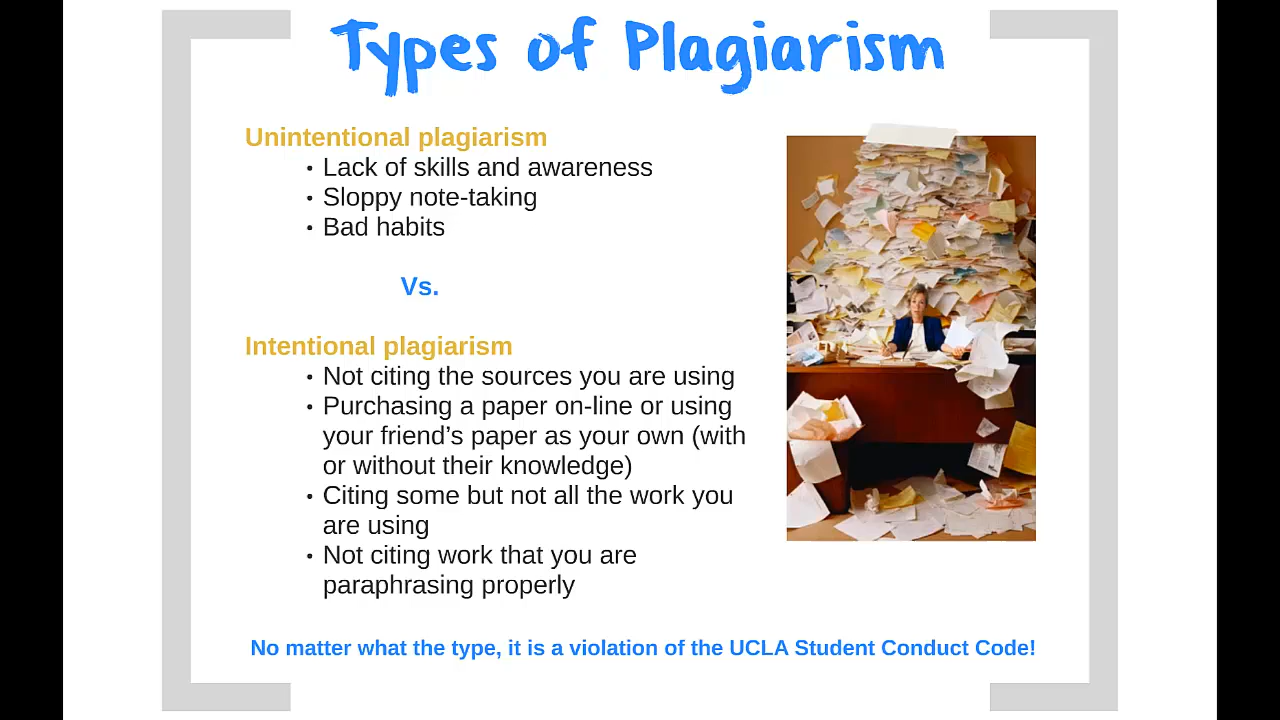 Types of Plagiarism
Unintentional plagiarism
• Lack of skills and awareness
• Sloppy note-taking
• Bad habits
Vs.
Intentional plagiarism
• Not citing the sources you are using
• Purchasing a paper on-line or using
your friend's paper as your own (with
or without their knowledge)
• Citing some but not all the work you
are using
• Not citing work that you are
paraphrasing properly
No matter what the type, it is a violation of the UCLA Student Conduct Code!